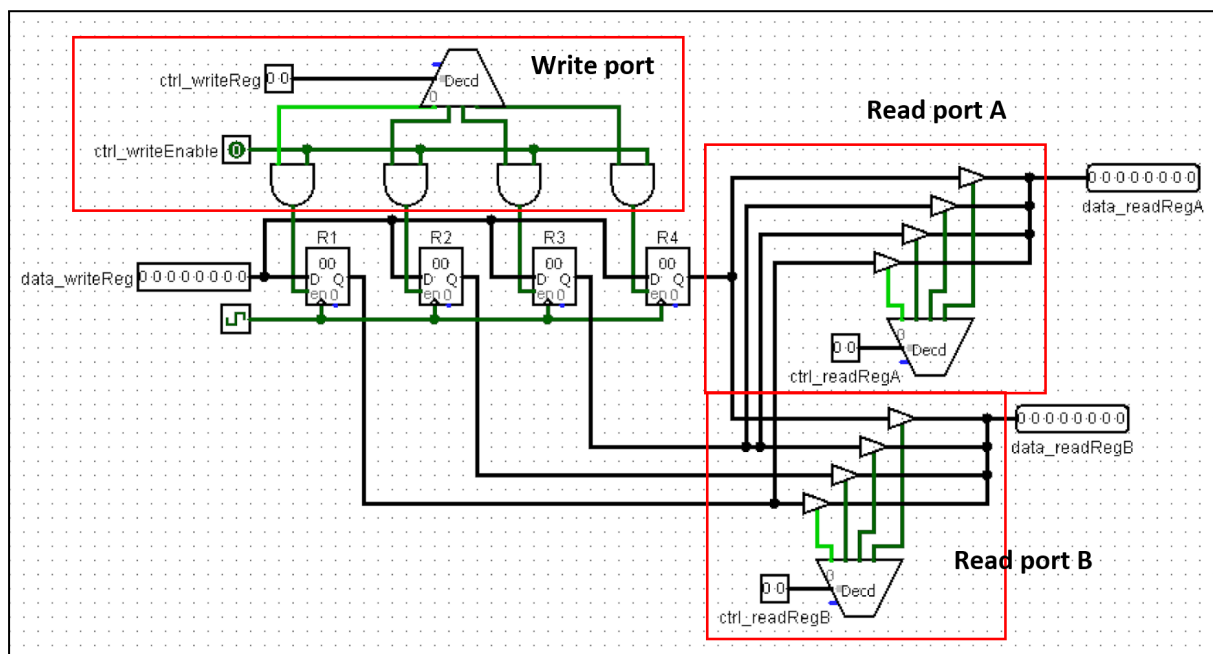 Write port
ctrl_writeReg 0 0
Decd
0
Read port A
ctrl_writeEnable 0
data_readRegA 0 0 0 0 0 0 0 0
R1 R2 R3 R4
00 00 00 00
data_writeReg 0 0 0 0 0 0 0 0
D Q D Q D Q D Q
en 0 en 0 en 0 en 0
0
0 0 Decd
ctrl_readRegA
0 0 0 0 0 0 0 0
data_readRegB
Read port B
0
0 0 Decd
ctrl_readRegB